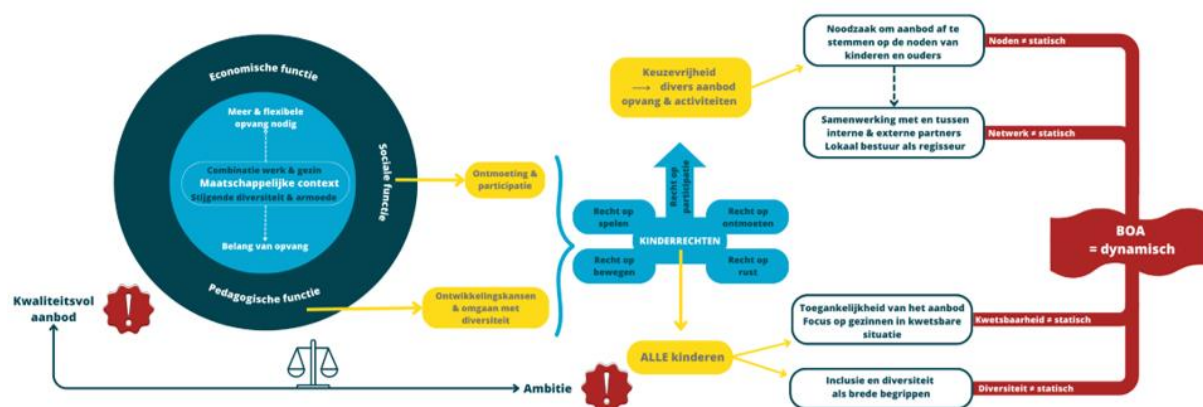 Economische functie
Meer & flexibele
opvang nodig
Combinatie werk & gezin
Maatschappelijke context
Stijgende diversiteit & armoede
Belang van opvang
Sociale functie
Pedagogische functie
Kwaliteitsvol
aanbod
Ambitie
Ontmoeting &
participatie
Ontwikkelingskansen
& omgaan met
diversiteit
Keuzevrijheid
→ divers aanbod
opvang & activiteiten
Recht op
participatie
Recht op
spelen
Recht op
ontmoeten
KINDERRECHTEN
Recht op
bewegen
Recht op
rust
ALLE kinderen
Noodzaak om aanbod af te
stemmen op de noden van
kinderen en ouders
Noden ≠ statisch
Samenwerking met en tussen
interne & externe partners
Lokaal bestuur als regisseur
Netwerk ≠ statisch
BOA
= dynamisch
Toegankelijkheid van het aanbod
Focus op gezinnen in kwetsbare
situatie
Kwetsbaarheid ≠ statisch
Inclusie en diversiteit
als brede begrippen
Diversiteit ≠ statisch